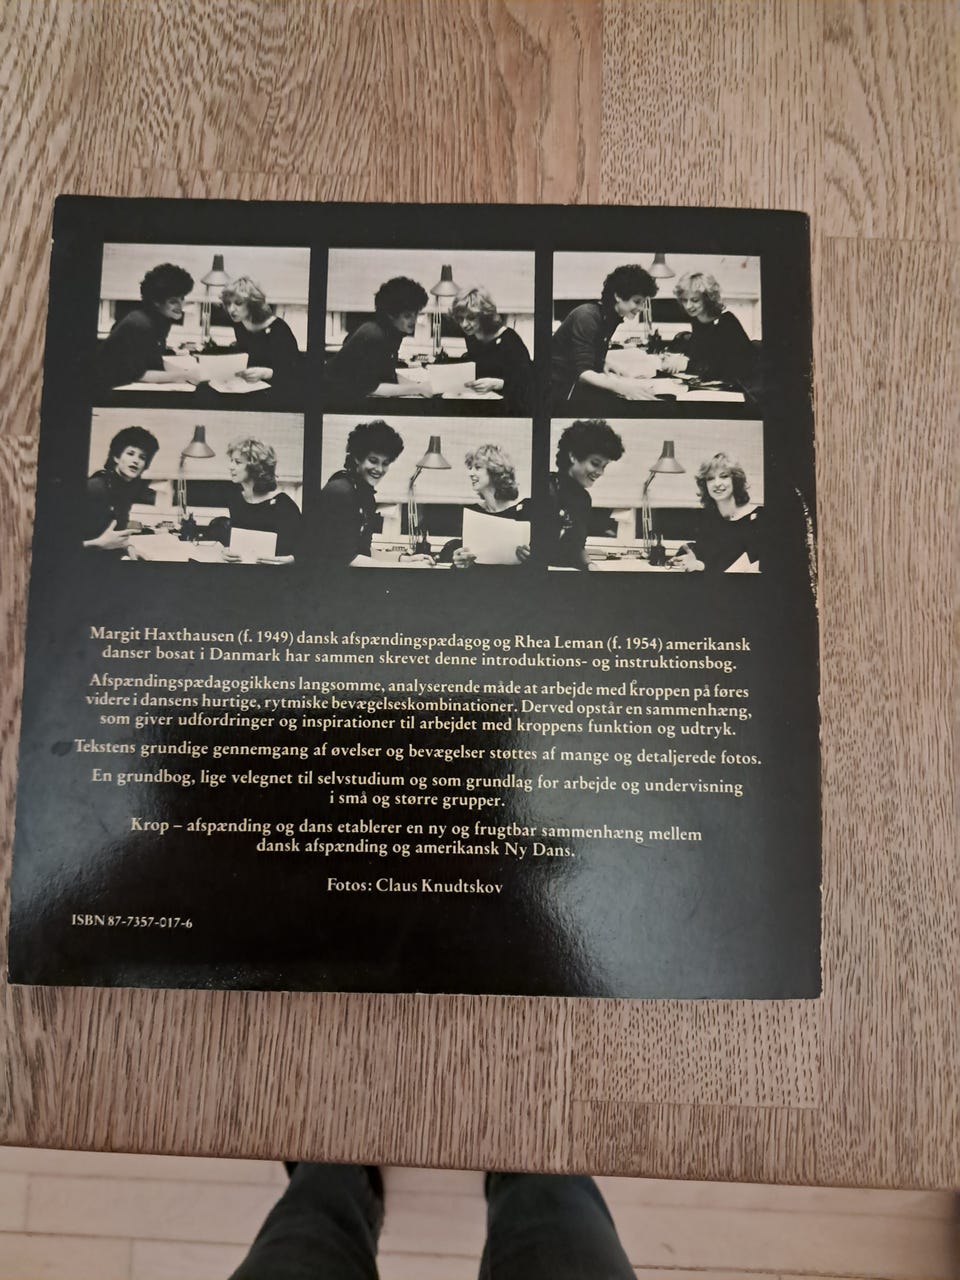 Margit Haxthausen (f. 1949) dansk afspændingspædagog og Rhea Leman (f. 1954) amerikansk
danser bosat i Danmark har sammen skrevet denne introduktions- og instruktionsbog.
Afspændingspædagogikkens langsomme, analyserende måde at arbejde med kroppen på føres
videre i dansens hurtige, rytmiske bevægelseskombinationer. Derved opstår en sammenhæng,
som giver udfordringer og inspirationer til arbejdet med kroppens funktion og udtryk.
Tekstens grundige gennemgang af øvelser og bevægelser støttes af mange og detaljerede fotos.
En grundbog, lige velegnet til selvstudium og som grundlag for arbejde og undervisning
i små og større grupper.
Krop – afspænding og dans etablerer en ny og frugtbar sammenhæng mellem
dansk afspænding og amerikansk Ny Dans.
Fotos: Claus Knudtskov
ISBN 87-7357-017-6